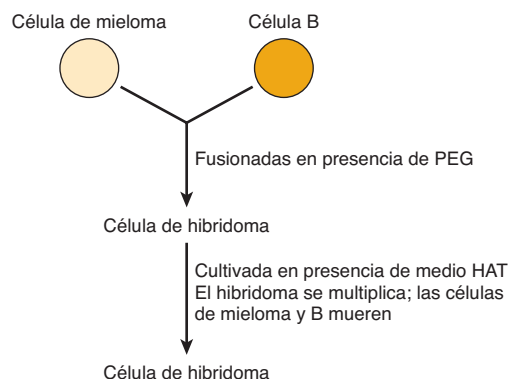 Célula de mieloma
Célula B
Fusionadas en presencia de PEG
Célula de hibridoma
Cultivada en presencia de medio HAT
El hibridoma se multiplica; las células
de mieloma y B mueren
Célula de hibridoma